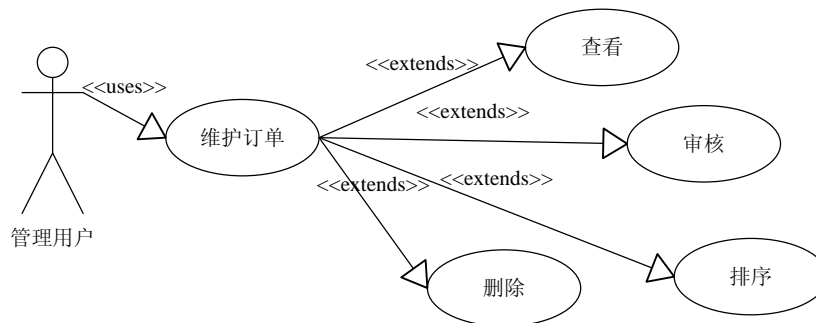 查看
<<extends>>
<<uses>>
<<extends>>
维护订单
审核
<<extends>>
<<extends>>
管理用户
删除
排序